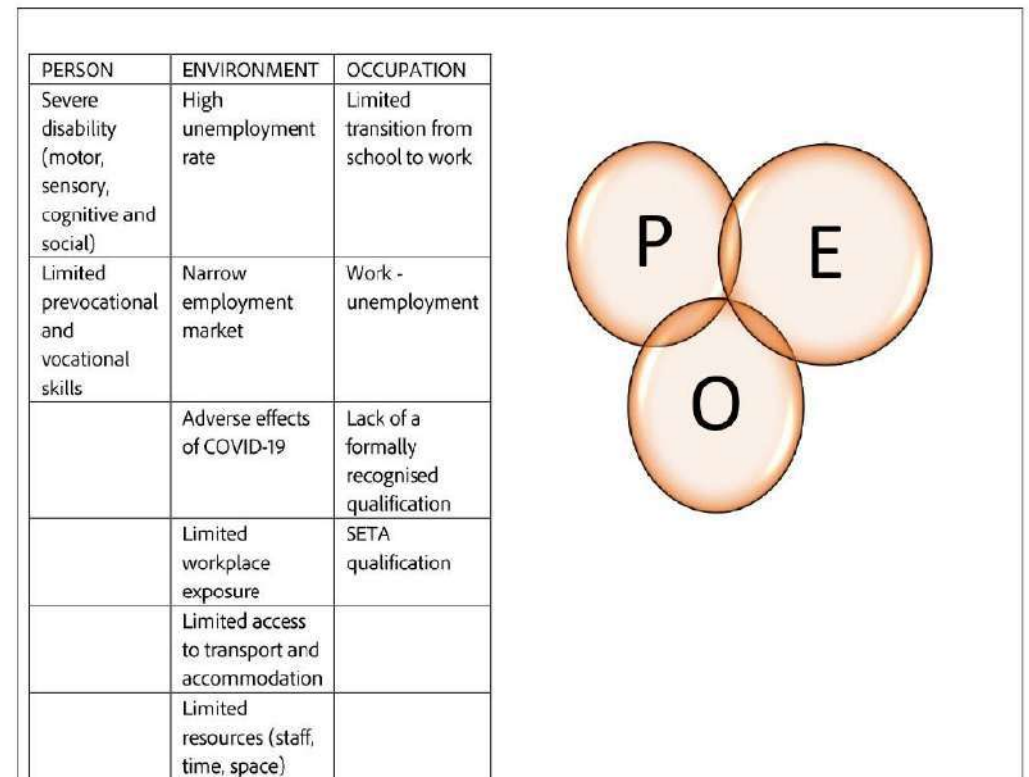 PERSON ENVIRONMENT OCCUPATION
Severe
disability
(motor,
sensory,
cognitive and
social)
High
unemployment
rate
Limited
transition from
school to work
Limited
prevocational
and
vocational
skills
Narrow
employment
market
Work -
unemployment
Adverse effects
of COVID-19
Lack of a
formally
recognised
qualification
Limited
workplace
exposure
SETA
qualification
Limited access
to transport and
accommodation
Limited
resources (staff,
time, space)
P
E
O